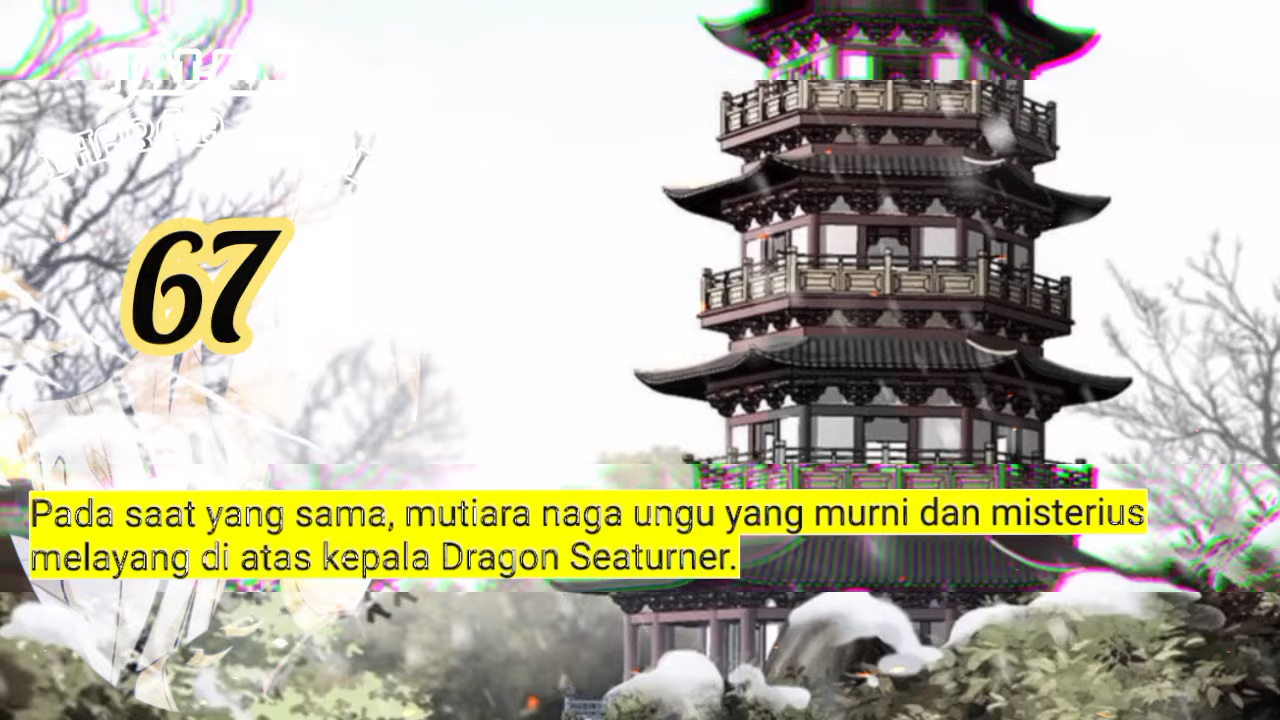 67
Pada saat yang sama, mutiara naga ungu yang murni dan misterius
melayang di atas kepala Dragon Seaturner.